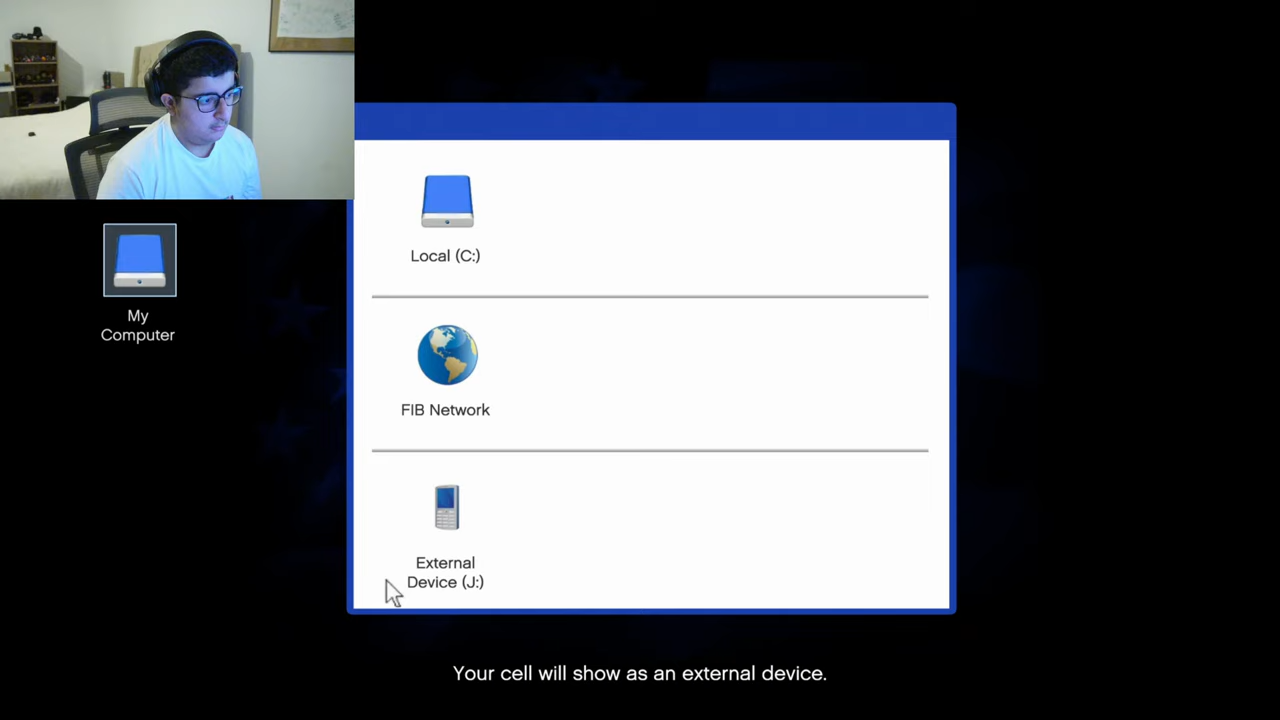 Local (C:)
My
Computer
FIB Network
External
Device (J:)
Your cell will show as an external device.